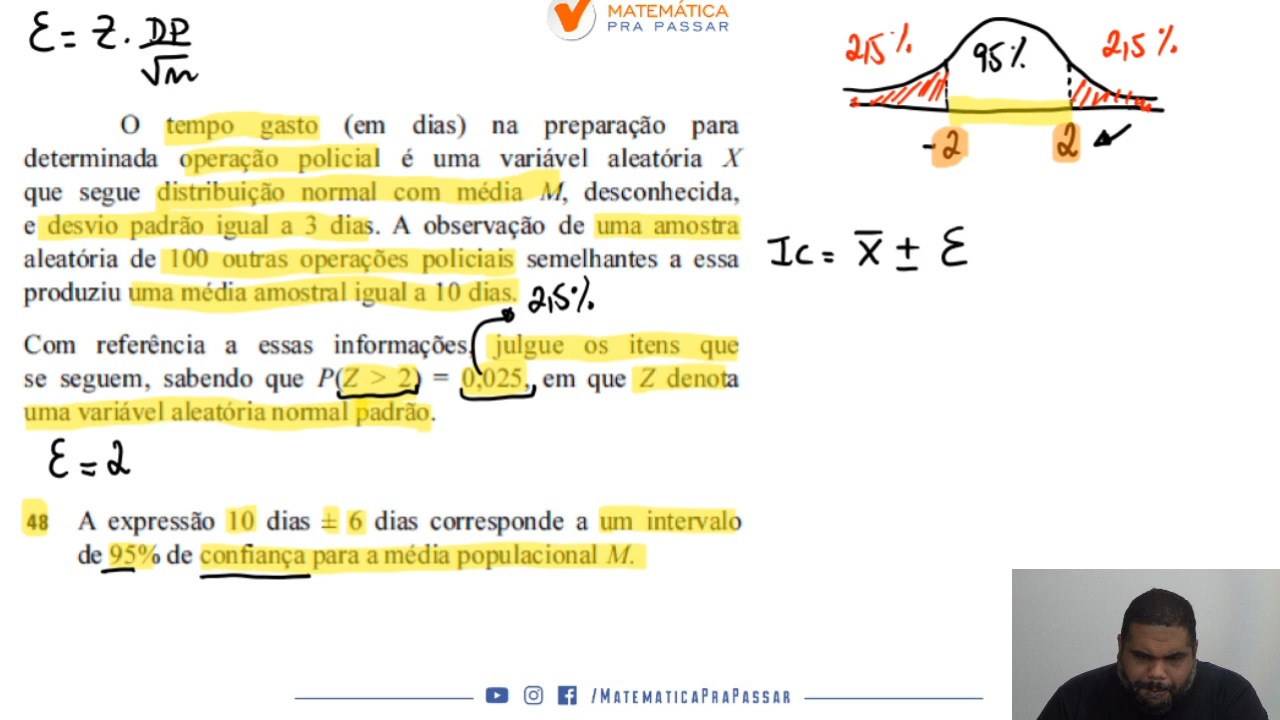 MATEMÁTICA
PRA PASSAR
ε = Z . DP
√n
2,5%
95%
2,5%
-2
2
O tempo gasto (em dias) na preparação para
determinada operação policial é uma variável aleatória X
que segue distribuição normal com média M, desconhecida,
e desvio padrão igual a 3 dias. A observação de uma amostra
aleatória de 100 outras operações policiais semelhantes a essa
produziu uma média amostral igual a 10 dias.
2,5%
IC = x̄ ± ε
Com referência a essas informações, julgue os itens que
se seguem, sabendo que P(Z > 2) = 0,025, em que Z denota
uma variável aleatória normal padrão.
ε = 2
48 A expressão 10 dias ± 6 dias corresponde a um intervalo
de 95% de confiança para a média populacional M.
/MATEMATICAPRAPASSAR